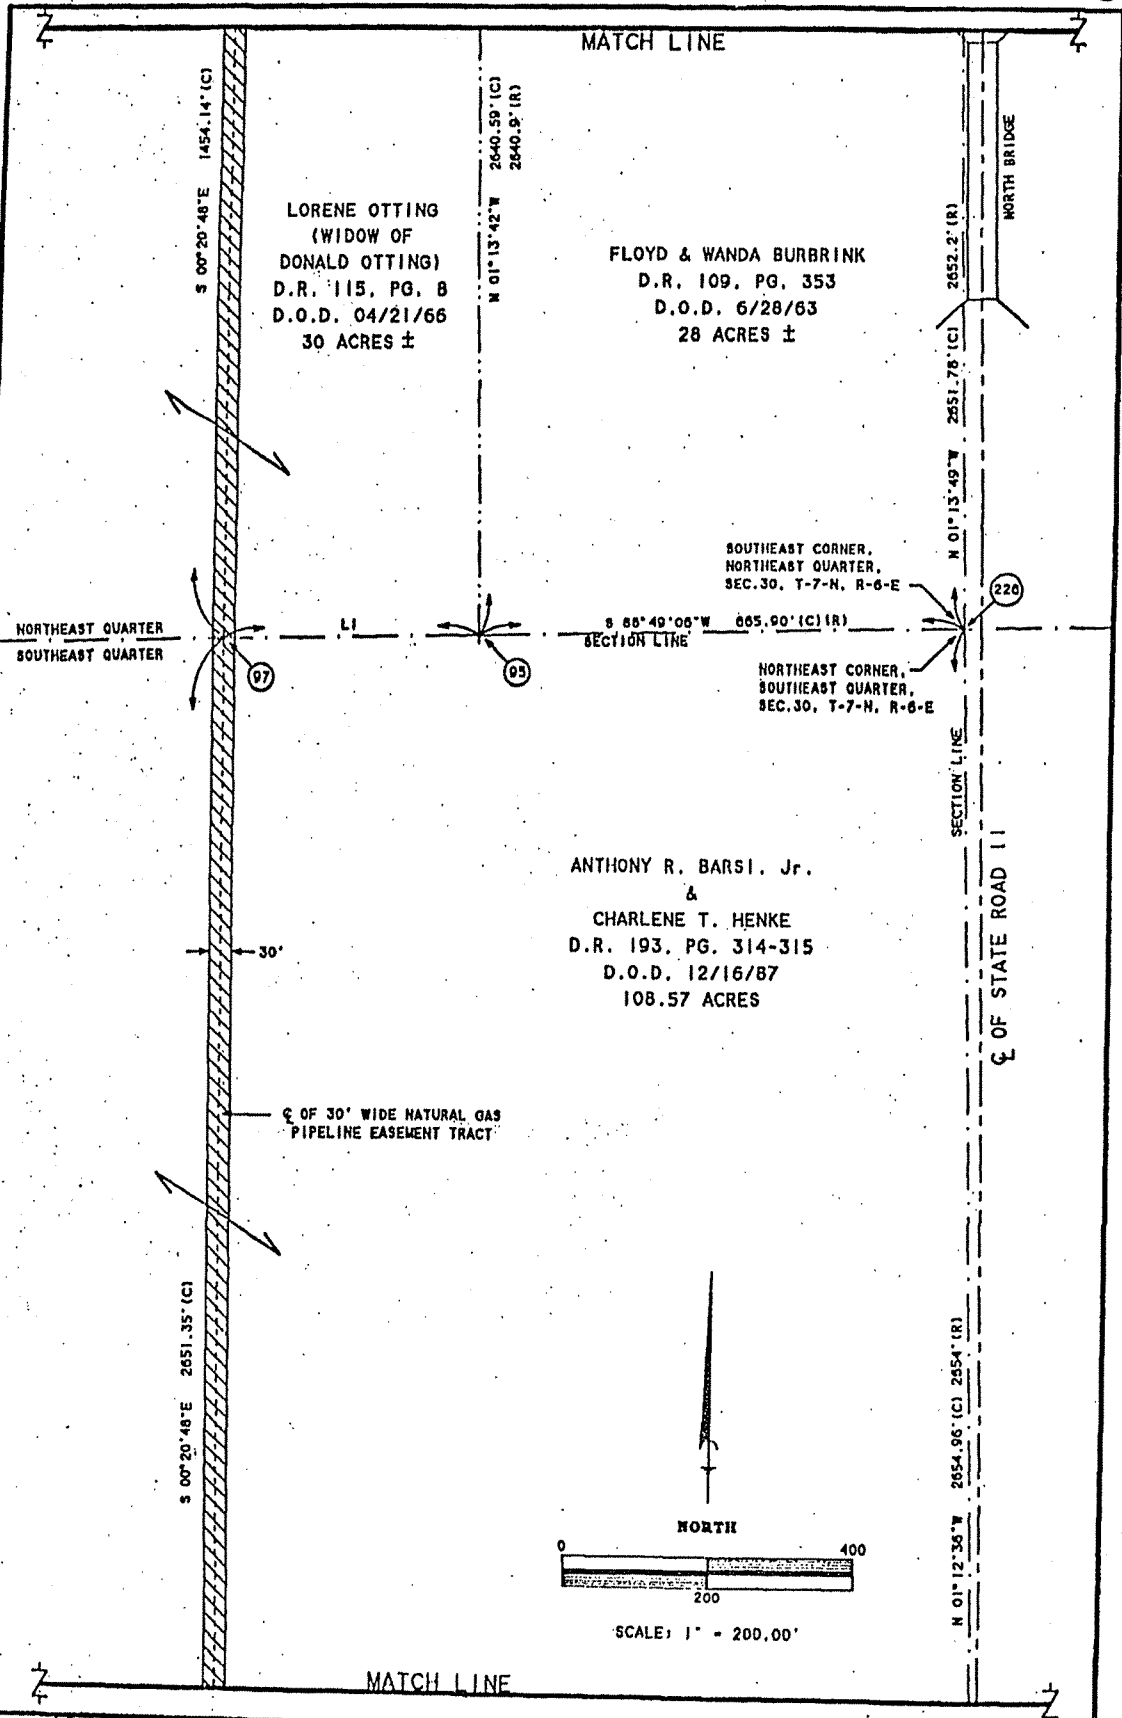 MATCH LINE
S 00°20'48"E 1454.14'(C)
LORENE OTTING
(WIDOW OF
DONALD OTTING)
D.R. 115, PG. 8
D.O.D. 04/21/66
30 ACRES ±
N 01°13'42"W 2640.59'(C)
2640.9'(R)
FLOYD & WANDA BURBRINK
D.R. 109, PG. 353
D.O.D. 6/28/63
28 ACRES ±
N 01°13'49"W 2651.78'(C) 2652.2'(R)
NORTH BRIDGE
SOUTHEAST CORNER,
NORTHEAST QUARTER,
SEC.30, T-7-N, R-6-E
226
NORTHEAST QUARTER
SOUTHEAST QUARTER
L1
S 88°49'06"W 665.90'(C)(R)
SECTION LINE
97
95
NORTHEAST CORNER,
SOUTHEAST QUARTER,
SEC.30, T-7-N, R-6-E
SECTION LINE
ANTHONY R. BARSI, Jr.
&
CHARLENE T. HENKE
D.R. 193, PG. 314-315
D.O.D. 12/16/87
108.57 ACRES
30'
℄ OF STATE ROAD 11
℄ OF 30' WIDE NATURAL GAS
PIPELINE EASEMENT TRACT
S 00°20'48"E 2651.35'(C)
N 01°12'36"W 2654.96'(C) 2654'(R)
NORTH
0 400
200
SCALE: 1" = 200.00'
MATCH LINE